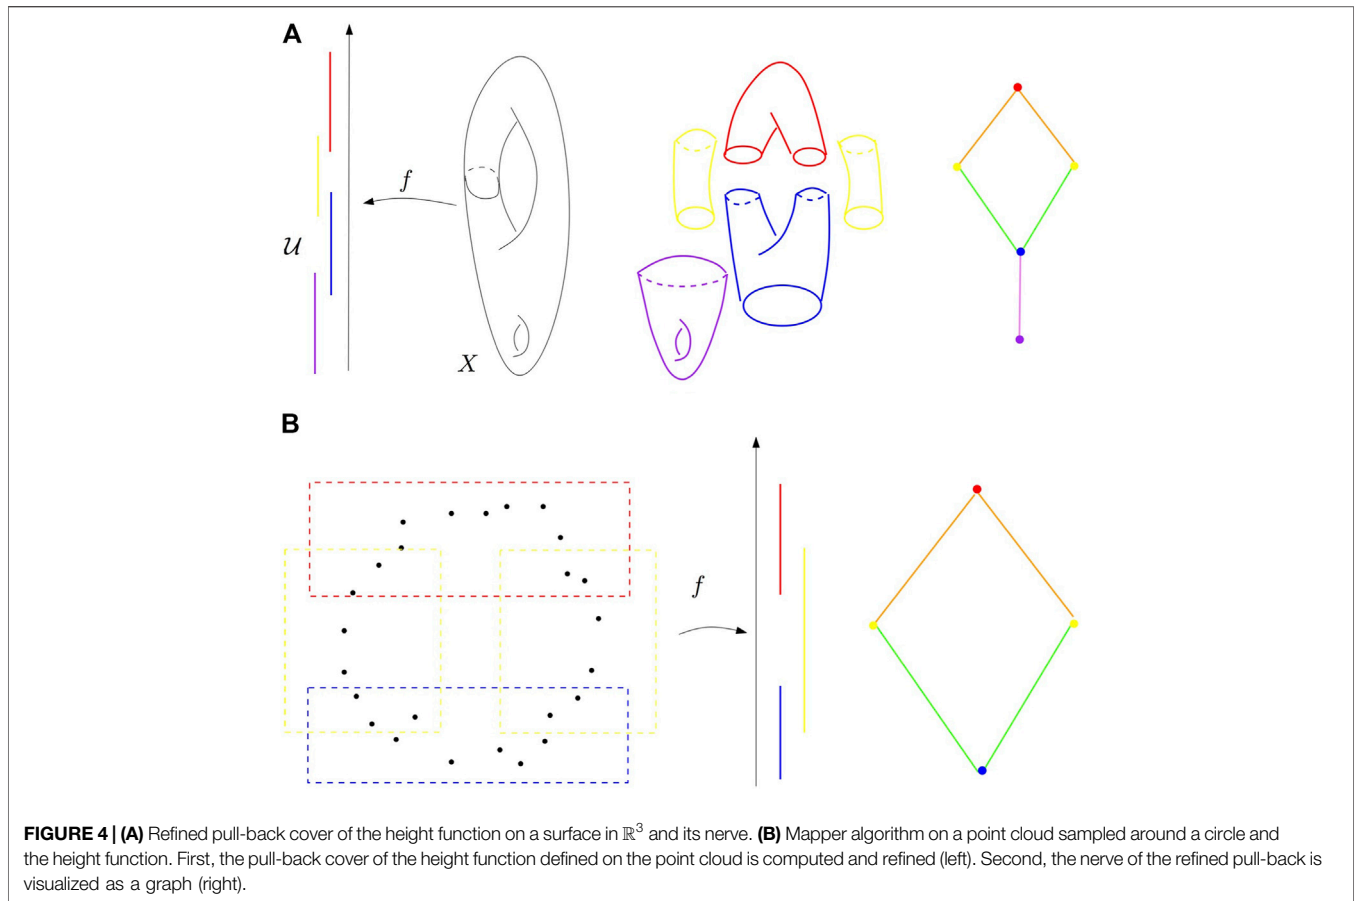 A
f
𝒰
X
B
f
FIGURE 4 | (A) Refined pull-back cover of the height function on a surface in ℝ³ and its nerve. (B) Mapper algorithm on a point cloud sampled around a circle and
the height function. First, the pull-back cover of the height function defined on the point cloud is computed and refined (left). Second, the nerve of the refined pull-back is
visualized as a graph (right).